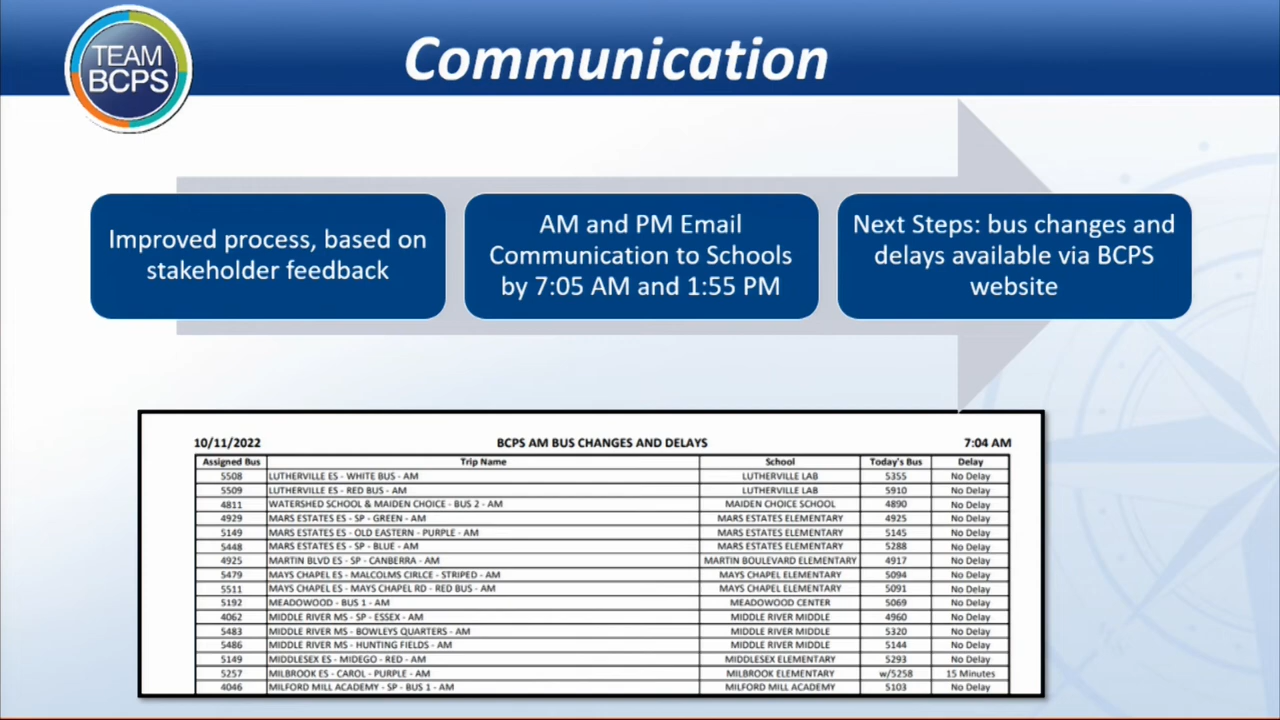 TEAM
BCPS
Communication
Improved process, based on
stakeholder feedback
AM and PM Email
Communication to Schools
by 7:05 AM and 1:55 PM
Next Steps: bus changes and
delays available via BCPS
website
10/11/2022 BCPS AM BUS CHANGES AND DELAYS 7:04 AM
Assigned Bus Trip Name School Today's Bus Delay
5508 LUTHERVILLE ES - WHITE BUS - AM LUTHERVILLE LAB 5355 No Delay
5509 LUTHERVILLE ES - RED BUS - AM LUTHERVILLE LAB 5910 No Delay
4811 WATERSHED SCHOOL & MAIDEN CHOICE - BUS 2 - AM MAIDEN CHOICE SCHOOL 4890 No Delay
4929 MARS ESTATES ES - SP - GREEN - AM MARS ESTATES ELEMENTARY 4925 No Delay
5149 MARS ESTATES ES - OLD EASTERN - PURPLE - AM MARS ESTATES ELEMENTARY 5145 No Delay
5448 MARS ESTATES ES - SP - BLUE - AM MARS ESTATES ELEMENTARY 5288 No Delay
4925 MARTIN BLVD ES - SP - CANBERRA - AM MARTIN BOULEVARD ELEMENTARY 4917 No Delay
5479 MAYS CHAPEL ES - MALCOLMS CIRLCE - STRIPED - AM MAYS CHAPEL ELEMENTARY 5094 No Delay
5511 MAYS CHAPEL ES - MAYS CHAPEL RD - RED BUS - AM MAYS CHAPEL ELEMENTARY 5091 No Delay
5192 MEADOWOOD - BUS 1 - AM MEADOWOOD CENTER 5069 No Delay
4062 MIDDLE RIVER MS - SP - ESSEX - AM MIDDLE RIVER MIDDLE 4960 No Delay
5483 MIDDLE RIVER MS - BOWLEYS QUARTERS - AM MIDDLE RIVER MIDDLE 5320 No Delay
5486 MIDDLE RIVER MS - HUNTING FIELDS - AM MIDDLE RIVER MIDDLE 5144 No Delay
5149 MIDDLESEX ES - MIDEGO - RED - AM MIDDLESEX ELEMENTARY 5293 No Delay
5257 MILBROOK ES - CAROL - PURPLE - AM MILBROOK ELEMENTARY w/5258 15 Minutes
4046 MILFORD MILL ACADEMY - SP - BUS 1 - AM MILFORD MILL ACADEMY 5103 No Delay